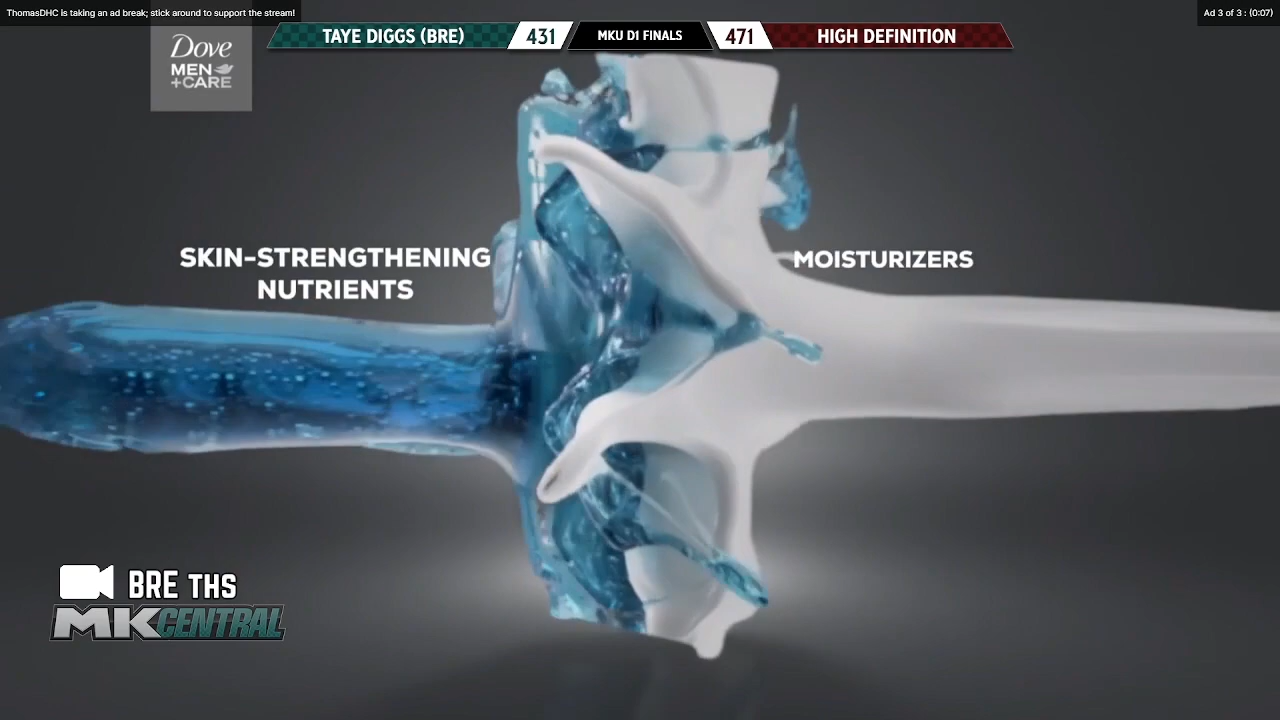 ThomasDHC is taking an ad break; stick around to support the stream!
Ad 3 of 3 : (0:07)
TAYE DIGGS (BRE) 431 MKU D1 FINALS 471 HIGH DEFINITION
Dove
MEN
+CARE
SKIN-STRENGTHENING
NUTRIENTS
MOISTURIZERS
BRE THS
MKCENTRAL